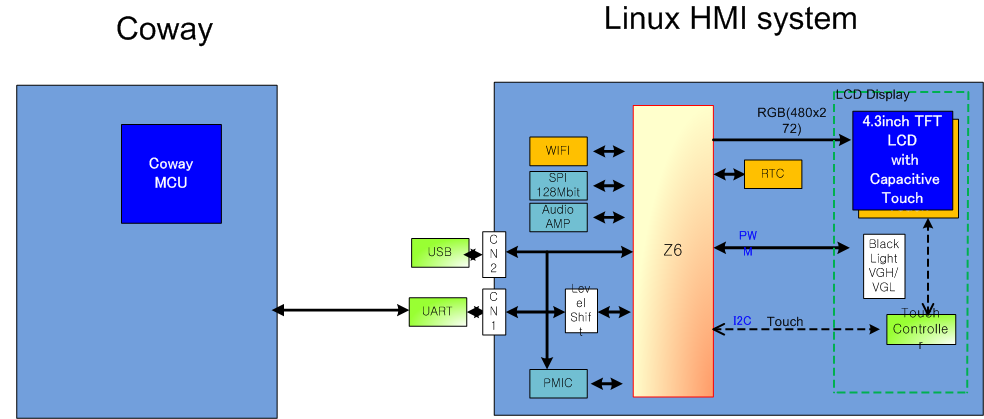 Coway
Linux HMI system
Coway
MCU
LCD Display
RGB(480x2
72)
4.3inch TFT
LCD
with
Capacitive
Touch
WIFI
SPI
128Mbit
Audio
AMP
RTC
Z6
USB
C
N
2
PW
M
Black
Light
VGH/
VGL
UART
C
N
1
Lev
el
Shif
t
I2C
Touch
Touch
Controlle
r
PMIC